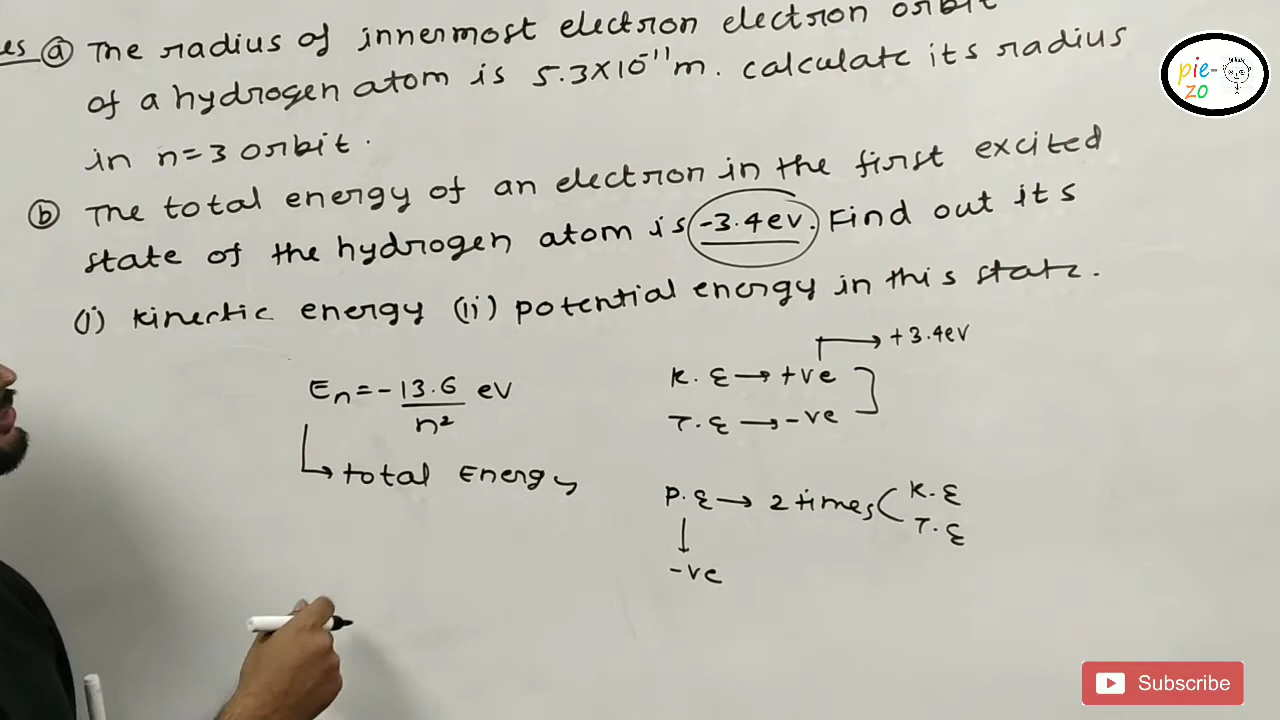 es ⓐ The radius of innermost electron electron orbit
of a hydrogen atom is 5.3×10⁻¹¹m. calculate its radius
in n=3 orbit.
ⓑ The total energy of an electron in the first excited
state of the hydrogen atom is -3.4ev. Find out its
(i) kinectic energy (ii) potential energy in this state.
En=-13.6/n² eV
→ total Energy
→ +3.4ev
K.E → +ve
T.E → -ve
P.E → 2 times ( K.E
T.E
-ve
pie-
zo
Subscribe